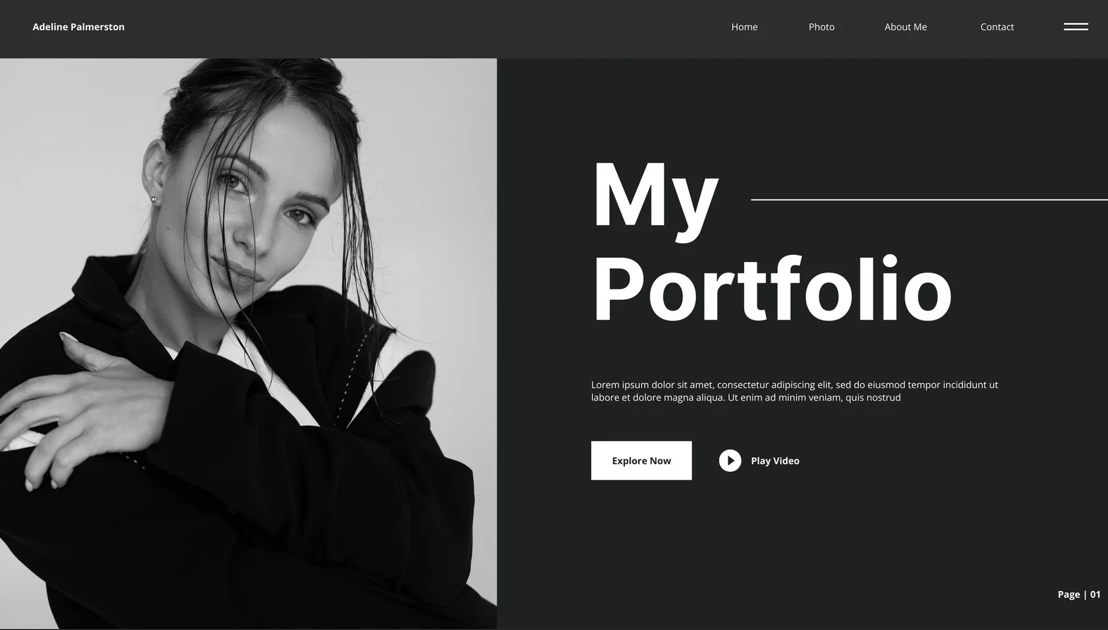 Adeline Palmerston
Home
Photo
About Me
Contact
My
Portfolio
Lorem ipsum dolor sit amet, consectetur adipiscing elit, sed do eiusmod tempor incididunt ut
labore et dolore magna aliqua. Ut enim ad minim veniam, quis nostrud
Explore Now
Play Video
Page | 01